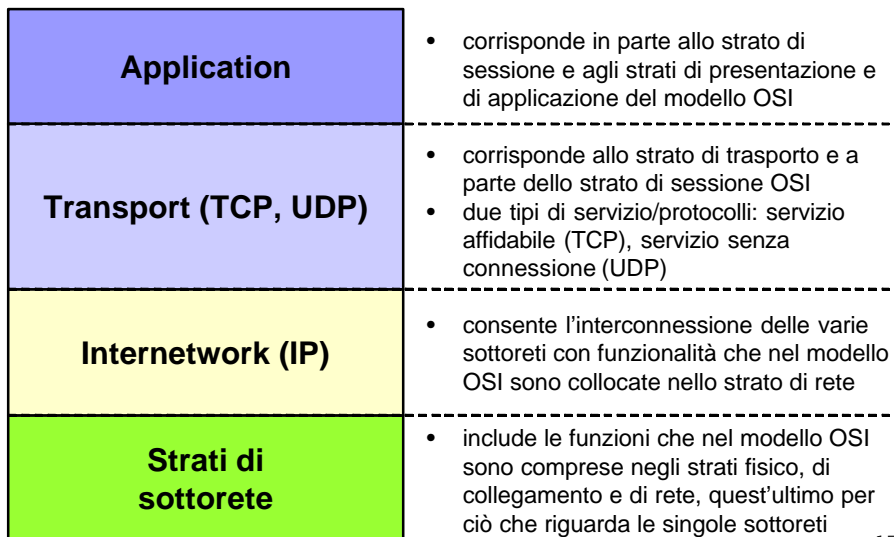 Application
• corrisponde in parte allo strato di
sessione e agli strati di presentazione e
di applicazione del modello OSI
Transport (TCP, UDP)
• corrisponde allo strato di trasporto e a
parte dello strato di sessione OSI
• due tipi di servizio/protocolli: servizio
affidabile (TCP), servizio senza
connessione (UDP)
Internetwork (IP)
• consente l'interconnessione delle varie
sottoreti con funzionalità che nel modello
OSI sono collocate nello strato di rete
Strati di
sottorete
• include le funzioni che nel modello OSI
sono comprese negli strati fisico, di
collegamento e di rete, quest'ultimo per
ciò che riguarda le singole sottoreti